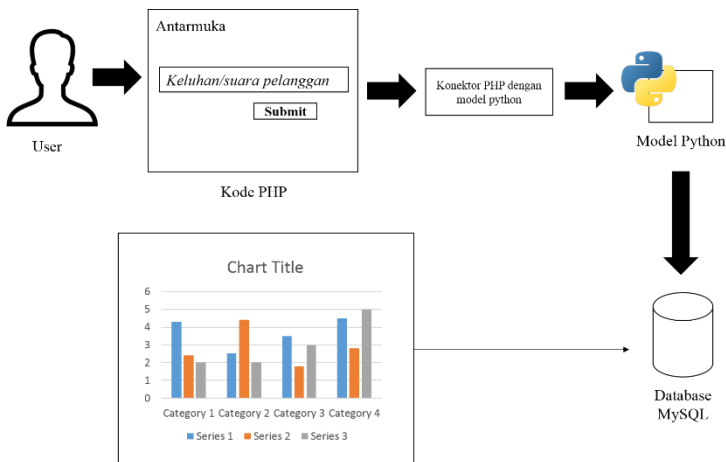 Antarmuka
Keluhan/suara pelanggan
Submit
User
Kode PHP
Konektor PHP dengan
model python
Model Python
Chart Title
6
5
4
3
2
1
0
Category 1 Category 2 Category 3 Category 4
Series 1 Series 2 Series 3
Database
MySQL